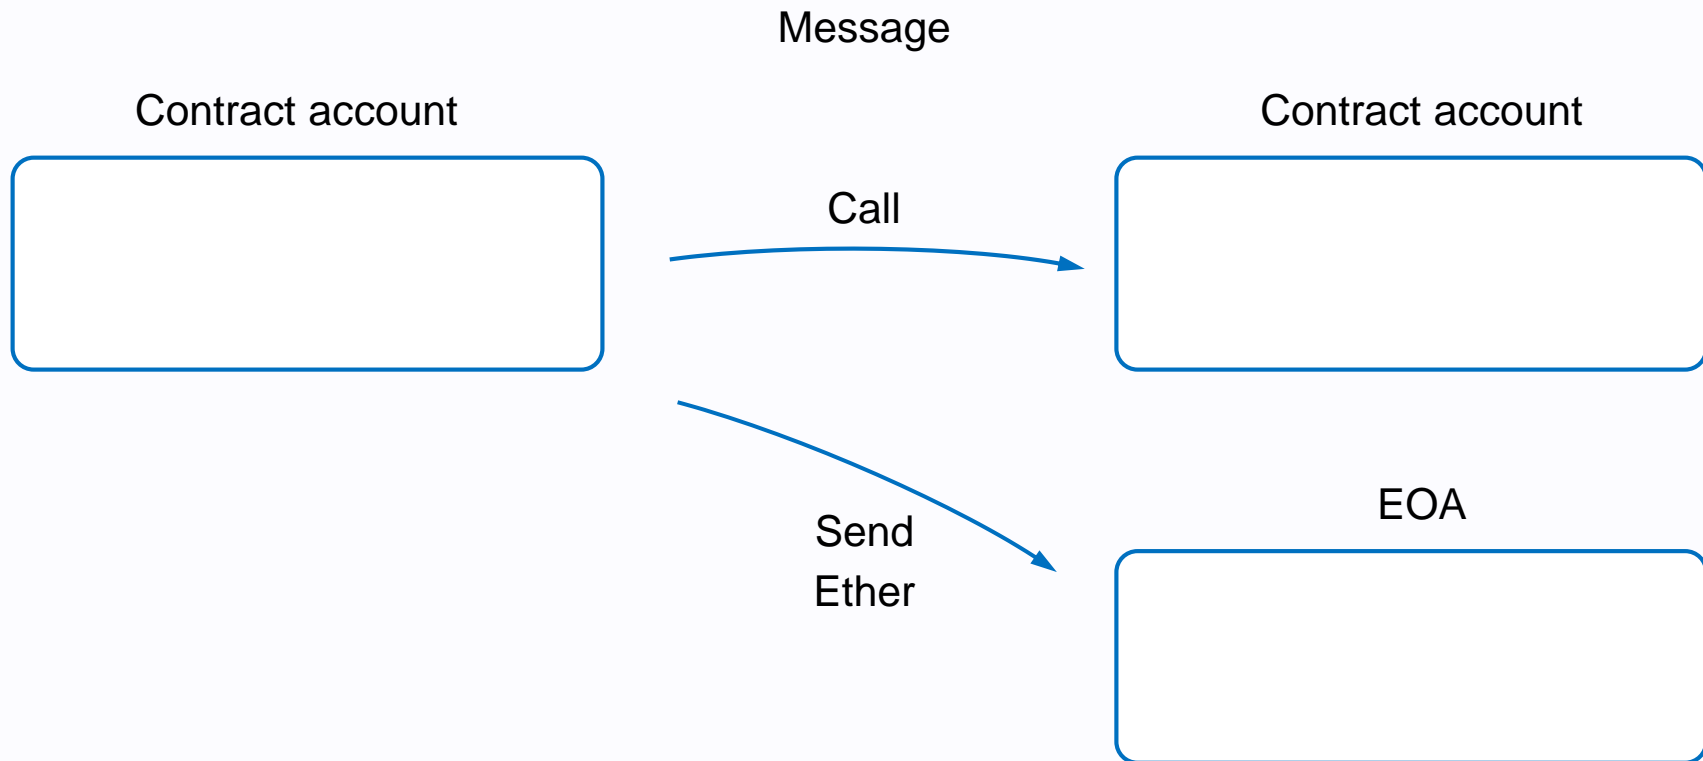 Message
Contract account
Contract account
Call
Send
Ether
EOA